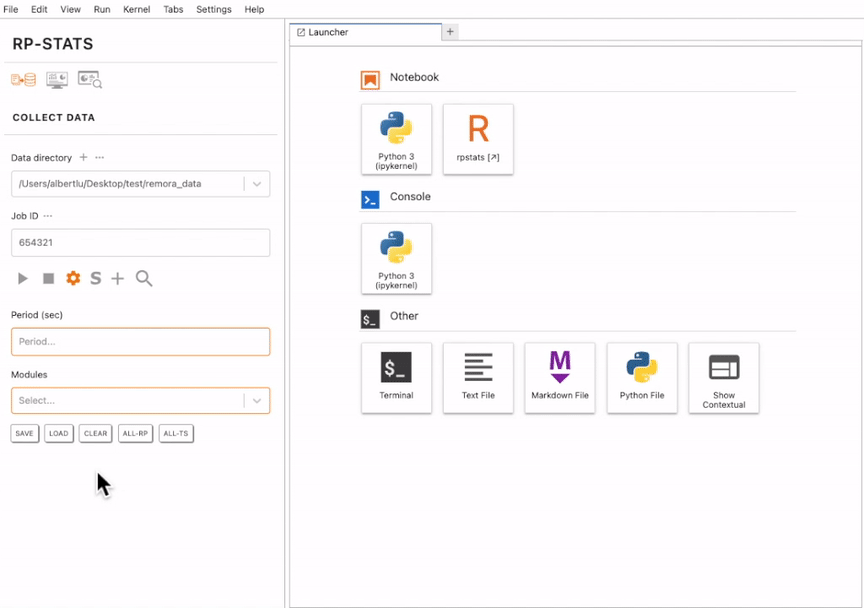 File Edit View Run Kernel Tabs Settings Help
RP-STATS
COLLECT DATA
Data directory + ···
/Users/albertlu/Desktop/test/remora_data
Job ID ···
654321
S
Period (sec)
Period...
Modules
Select...
SAVE LOAD CLEAR ALL-RP ALL-TS
Launcher +
Notebook
Python 3
(ipykernel)
R
rpstats [↗]
Console
>_
Python 3
(ipykernel)
Other
$_
$_
Terminal
Text File
M
Markdown File
Python File
Show
Contextual